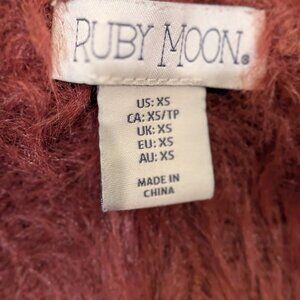 RUBY MOON®
US: XS
CA: XS/TP
UK: XS
EU: XS
AU: XS
MADE IN
CHINA